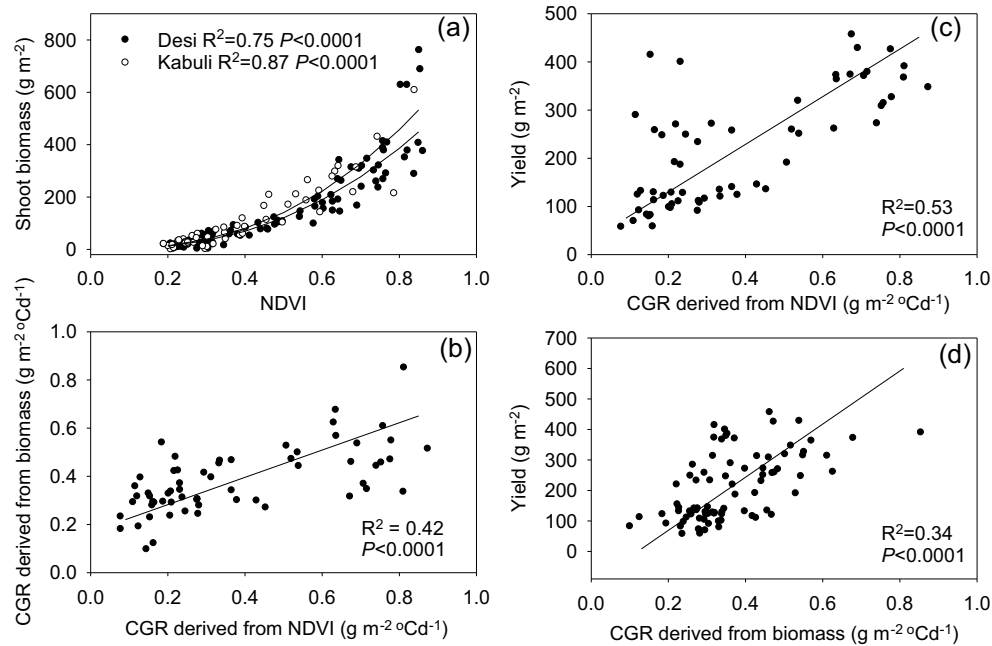 (a)
Desi R²=0.75 P<0.0001
Kabuli R²=0.87 P<0.0001
Shoot biomass (g m⁻²)
800
600
400
200
0
0.0 0.2 0.4 0.6 0.8 1.0
NDVI
(c)
Yield (g m⁻²)
500
400
300
200
100
0
R²=0.53
P<0.0001
0.0 0.2 0.4 0.6 0.8 1.0
CGR derived from NDVI (g m⁻² ºCd⁻¹)
(b)
CGR derived from biomass (g m⁻² ºCd⁻¹)
1.0
0.8
0.6
0.4
0.2
0.0
R² = 0.42
P<0.0001
0.0 0.2 0.4 0.6 0.8 1.0
CGR derived from NDVI (g m⁻² ºCd⁻¹)
(d)
Yield (g m⁻²)
700
600
500
400
300
200
100
0
R²=0.34
P<0.0001
0.0 0.2 0.4 0.6 0.8 1.0
CGR derived from biomass (g m⁻² ºCd⁻¹)